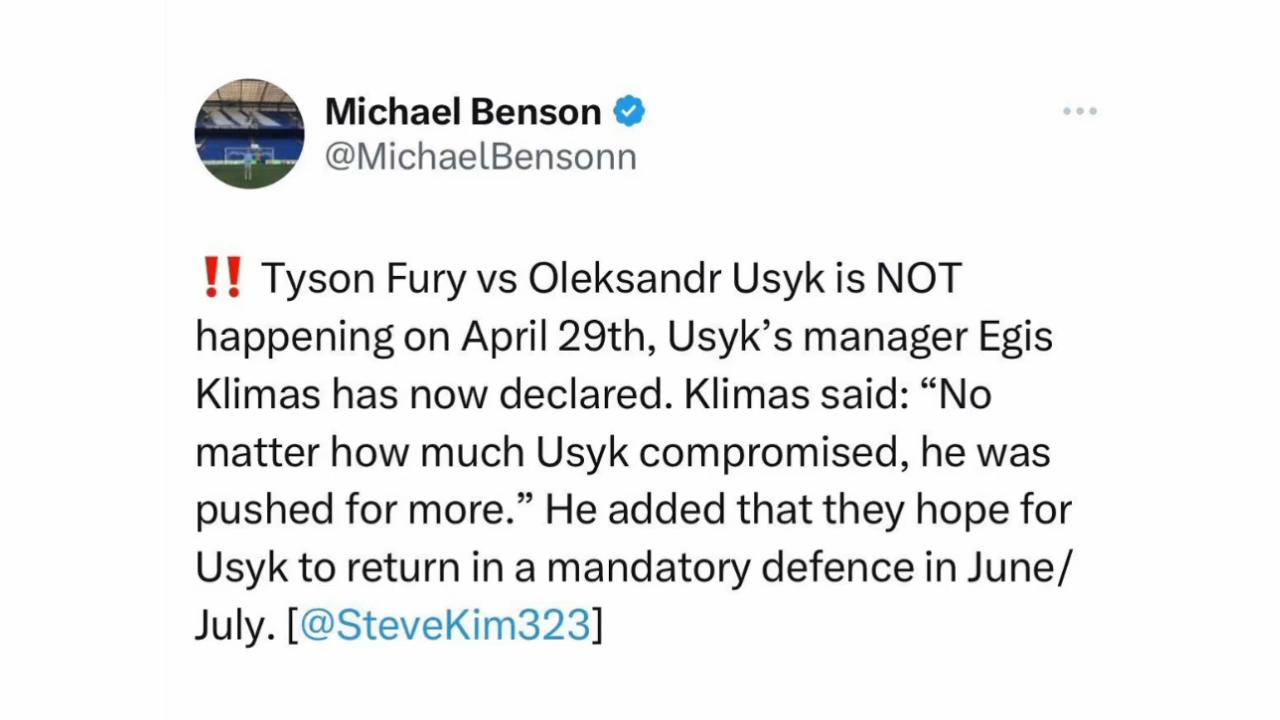 Michael Benson
@MichaelBensonn
‼️ Tyson Fury vs Oleksandr Usyk is NOT
happening on April 29th, Usyk’s manager Egis
Klimas has now declared. Klimas said: “No
matter how much Usyk compromised, he was
pushed for more.” He added that they hope for
Usyk to return in a mandatory defence in June/
July. [@SteveKim323]